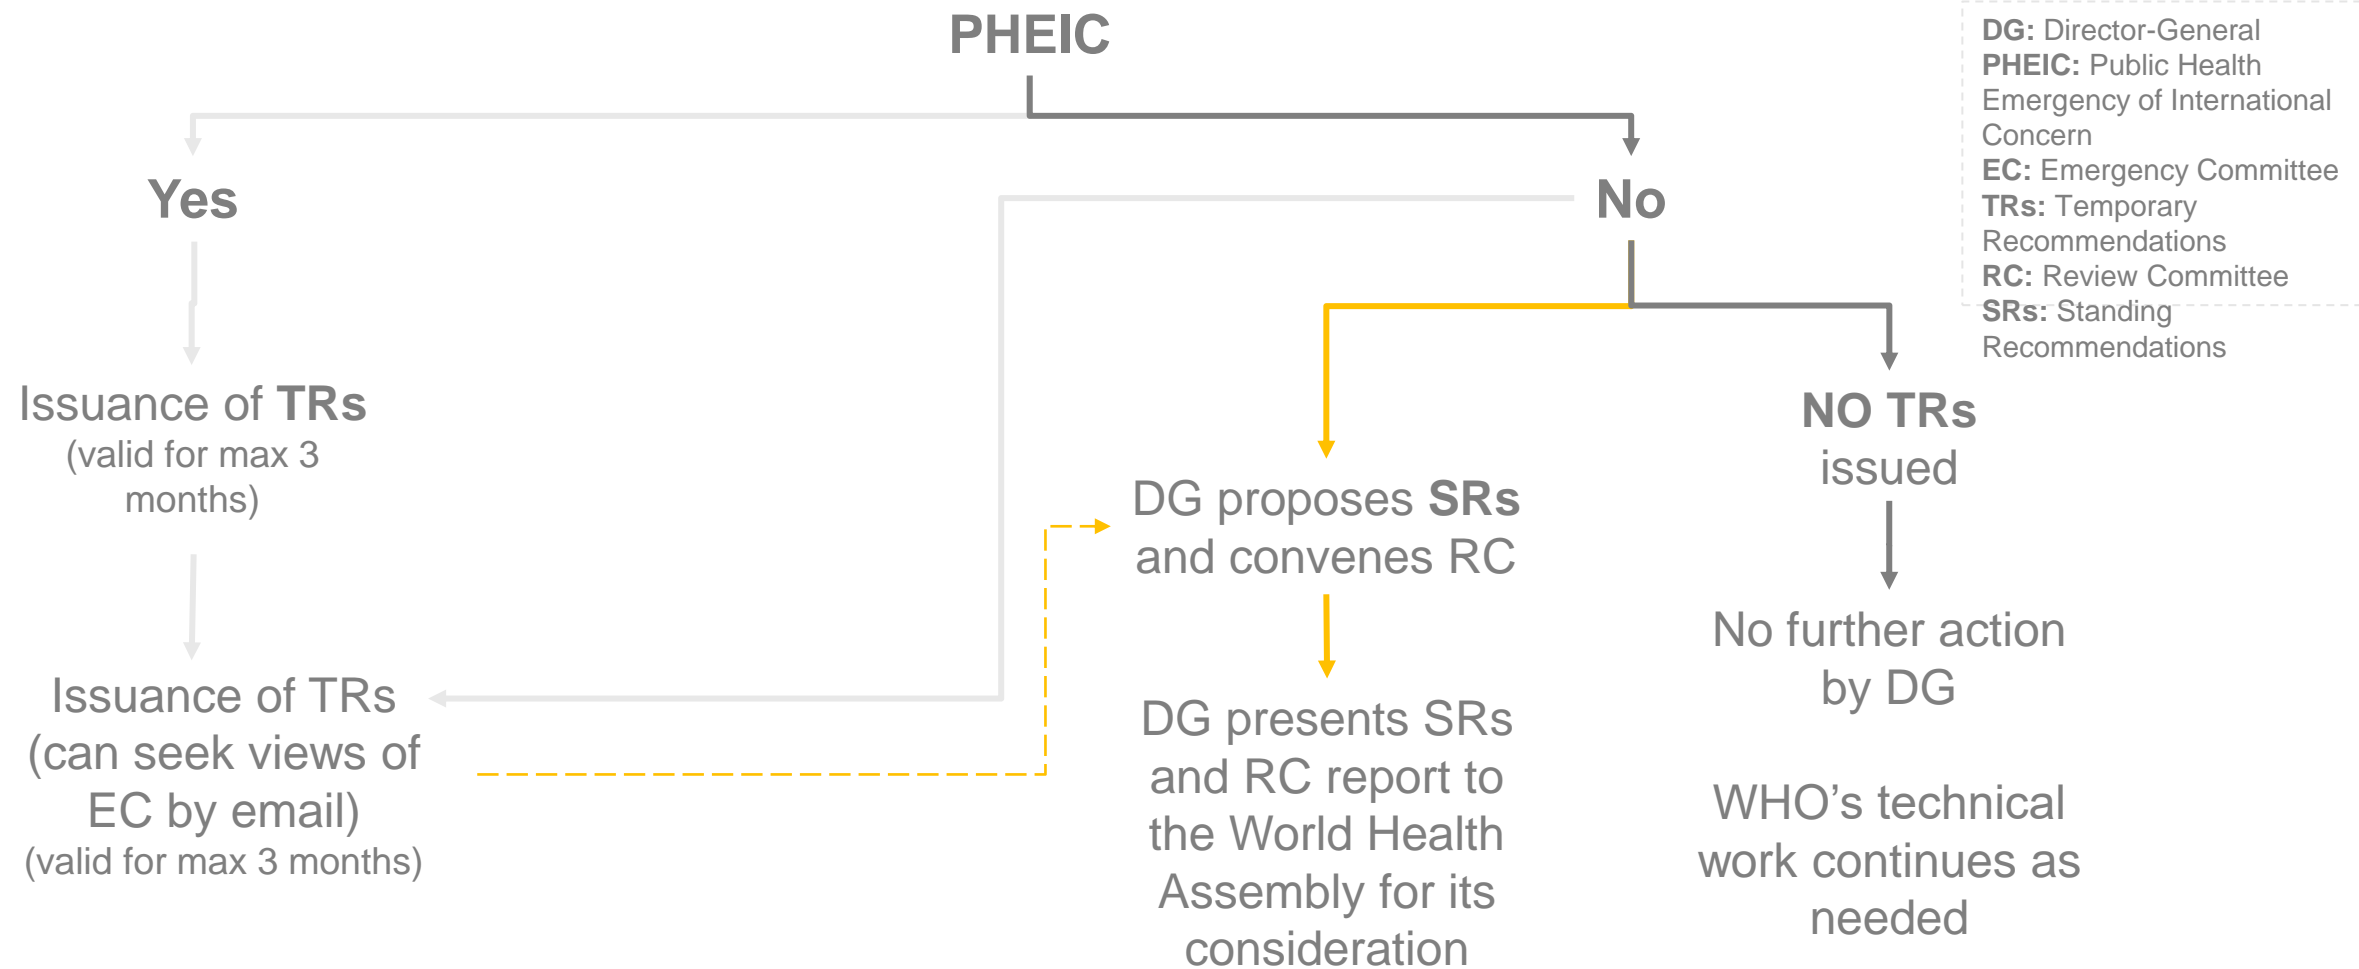 PHEIC
DG: Director-General
PHEIC: Public Health
Emergency of International
Concern
EC: Emergency Committee
TRs: Temporary
Recommendations
RC: Review Committee
SRs: Standing
Recommendations
Yes
No
Issuance of TRs
(valid for max 3
months)
Issuance of TRs
(can seek views of
EC by email)
(valid for max 3 months)
DG proposes SRs
and convenes RC
DG presents SRs
and RC report to
the World Health
Assembly for its
consideration
NO TRs
issued
No further action
by DG
WHO’s technical
work continues as
needed